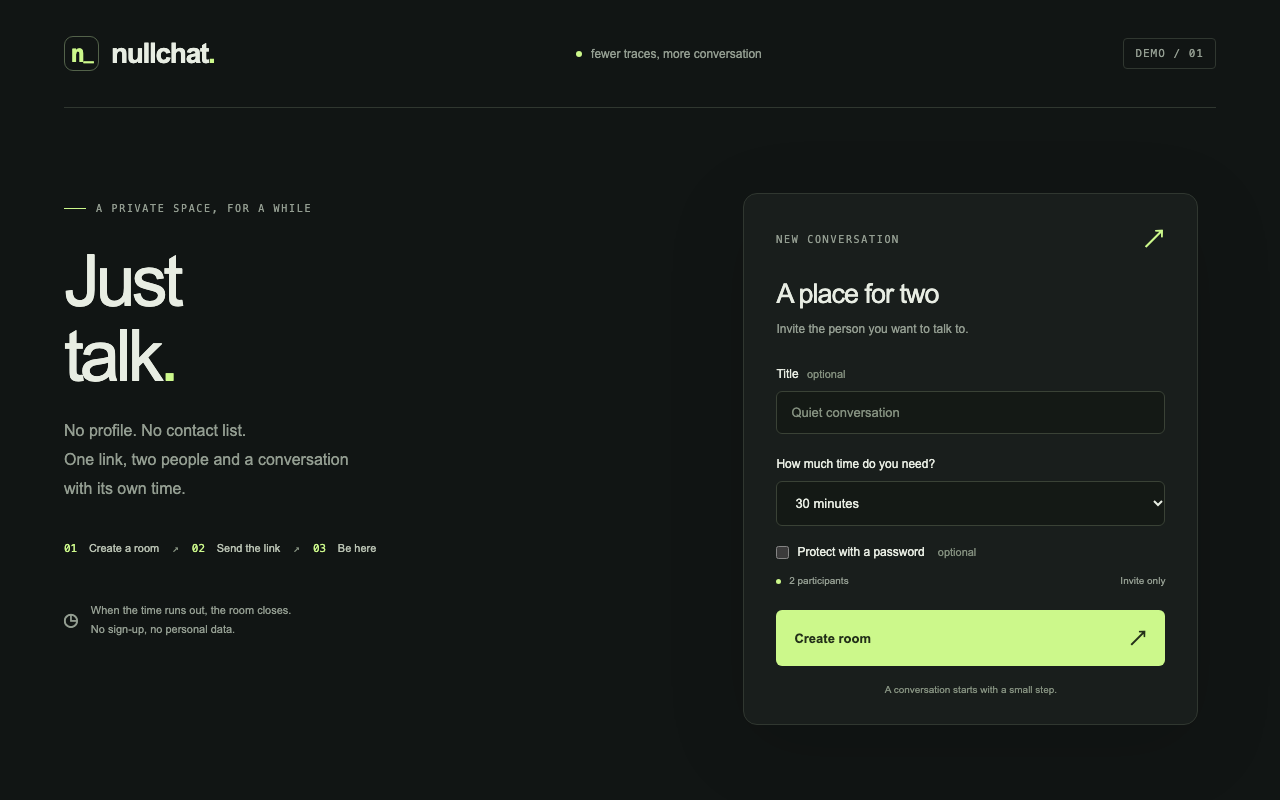 n_ nullchat.
fewer traces, more conversation
DEMO / 01
A PRIVATE SPACE, FOR A WHILE
Just
talk.
No profile. No contact list.
One link, two people and a conversation
with its own time.
01 Create a room ↗ 02 Send the link ↗ 03 Be here
When the time runs out, the room closes.
No sign-up, no personal data.
NEW CONVERSATION
A place for two
Invite the person you want to talk to.
Title optional
Quiet conversation
How much time do you need?
30 minutes
Protect with a password optional
2 participants
Invite only
Create room
A conversation starts with a small step.